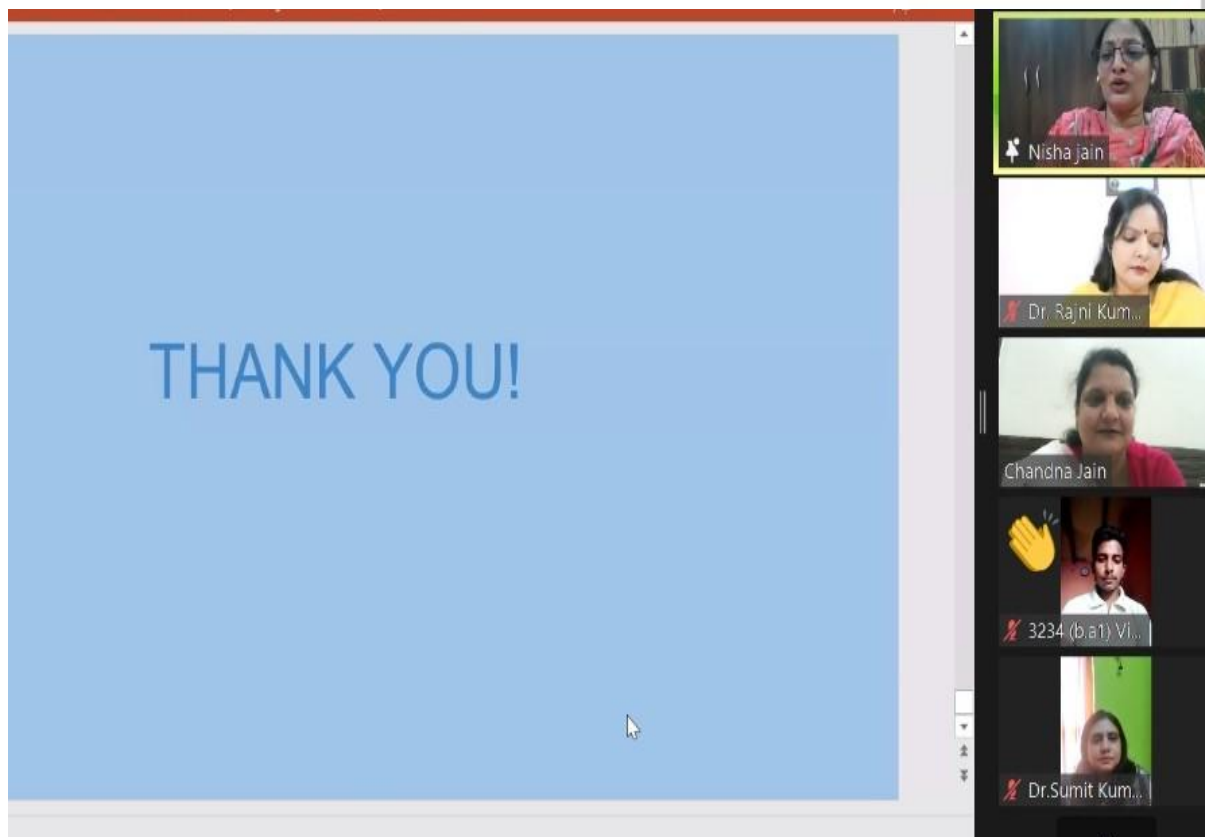 THANK YOU!
Nisha jain
Dr. Rajni Kum...
Chandna Jain
3234 (b.a1) Vi...
Dr.Sumit Kum...